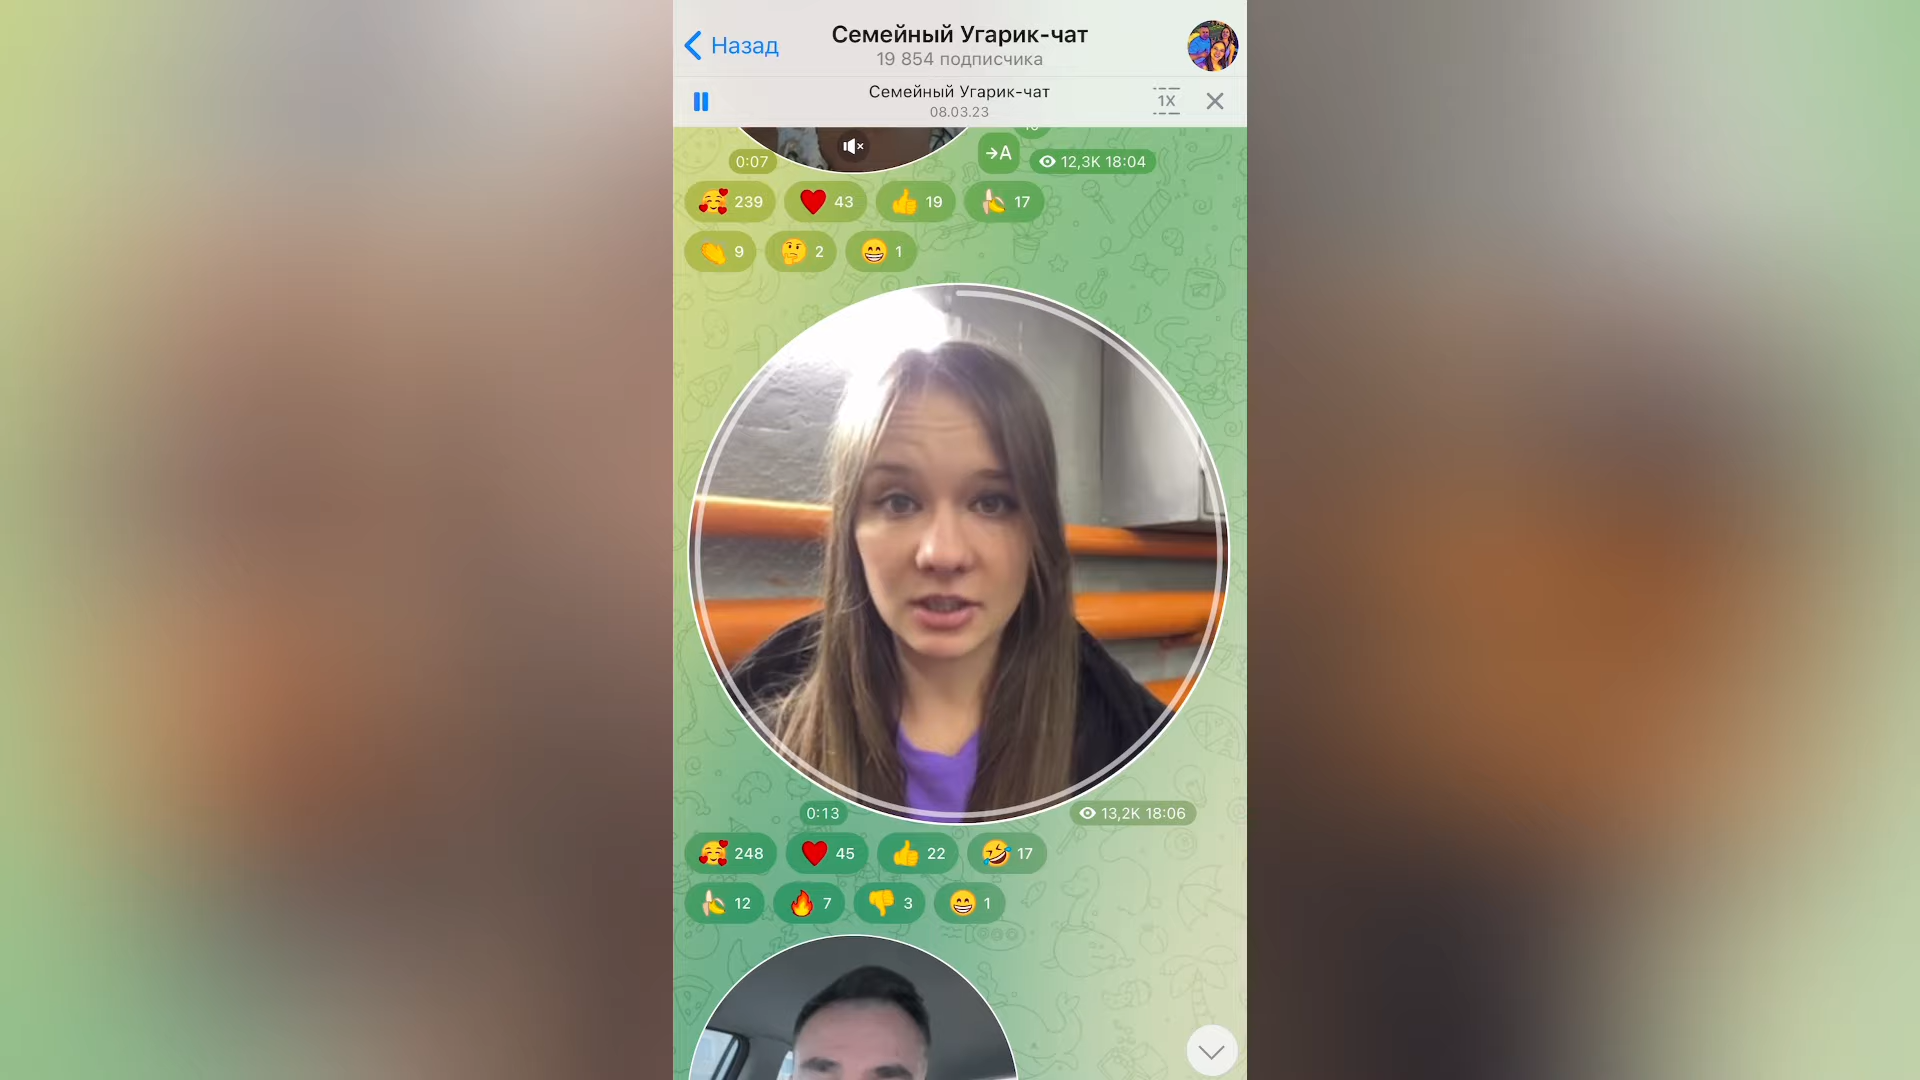 Назад
Семейный Угарик-чат
19 854 подписчика
Семейный Угарик-чат
08.03.23
1X
0:07
→A
12,3K 18:04
239
43
19
17
9
2
1
0:13
13,2K 18:06
248
45
22
17
12
7
3
1